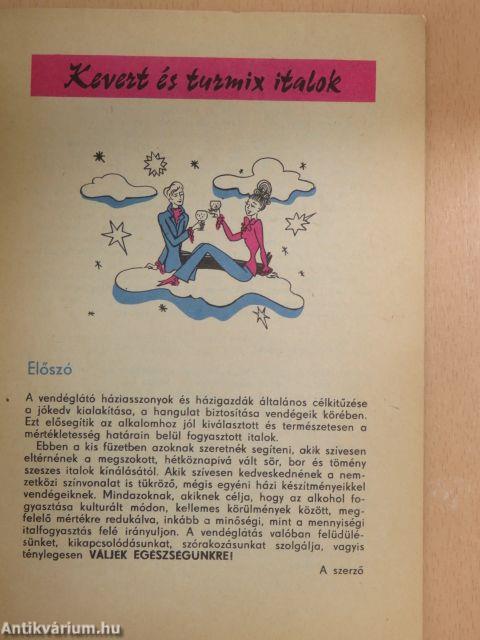 Kevert és turmix italok
Előszó
A vendéglátó háziasszonyok és házigazdák általános célkitűzése
a jókedv kialakítása, a hangulat biztosítása vendégeik körében.
Ezt elősegítik az alkalomhoz jól kiválasztott és természetesen a
mértékletesség határain belül fogyasztott italok.
Ebben a kis füzetben azoknak szeretnék segíteni, akik szivesen
eltérnének a megszokott, hétköznapivá vált sör, bor és tömény
szeszes italok kínálásától. Akik szívesen kedveskednének a nem-
zetközi színvonalat is tükröző, mégis egyéni házi készítményeikkel
vendégeiknek. Mindazoknak, akiknek célja, hogy az alkohol fo-
gyasztása kulturált módon, kellemes körülmények között, meg-
felelő mértékre redukálva, inkább a minőségi, mint a mennyiségi
italfogyasztás felé irányuljon. A vendéglátás valóban felüdülé-
sünket, kikapcsolódásunkat, szórakozásunkat szolgálja, vagyis
ténylegesen VÁLJEK EGÉSZSÉGUNKRE!
A szerző
Antikvárium.hu